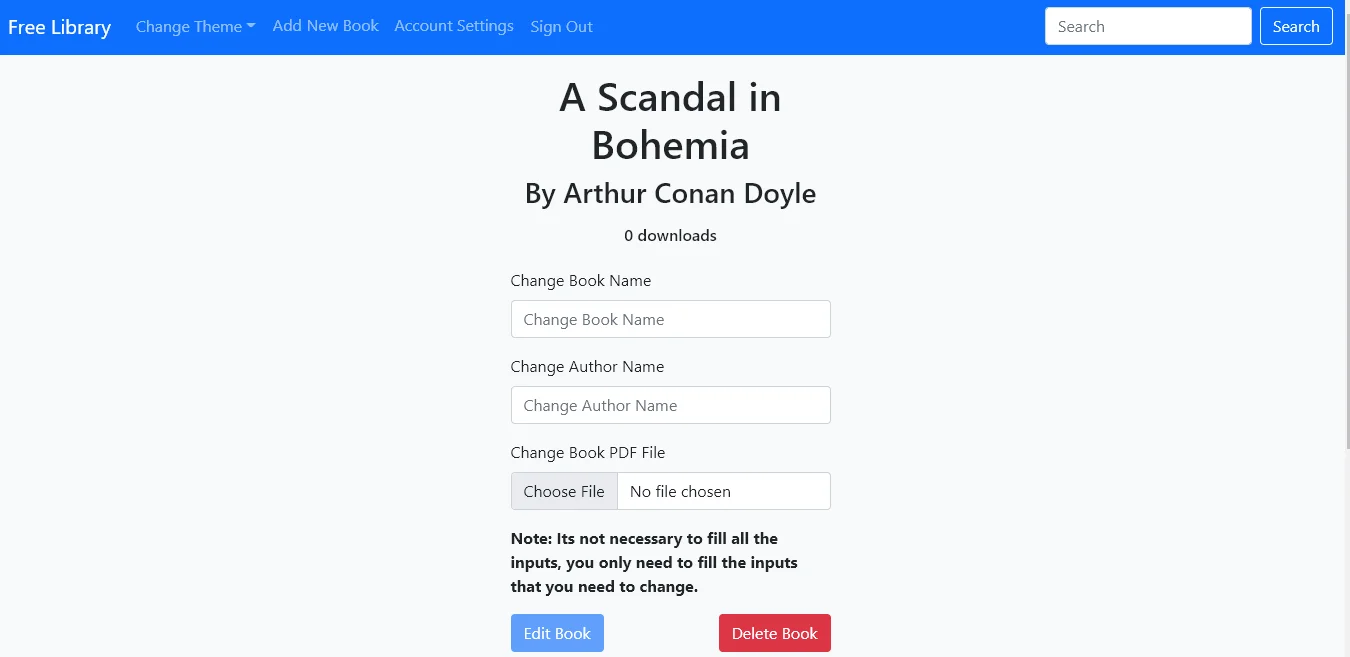 Free Library Change Theme Add New Book Account Settings Sign Out Search Search
A Scandal in
Bohemia
By Arthur Conan Doyle
0 downloads
Change Book Name
Change Book Name
Change Author Name
Change Author Name
Change Book PDF File
Choose File No file chosen
Note: Its not necessary to fill all the
inputs, you only need to fill the inputs
that you need to change.
Edit Book Delete Book